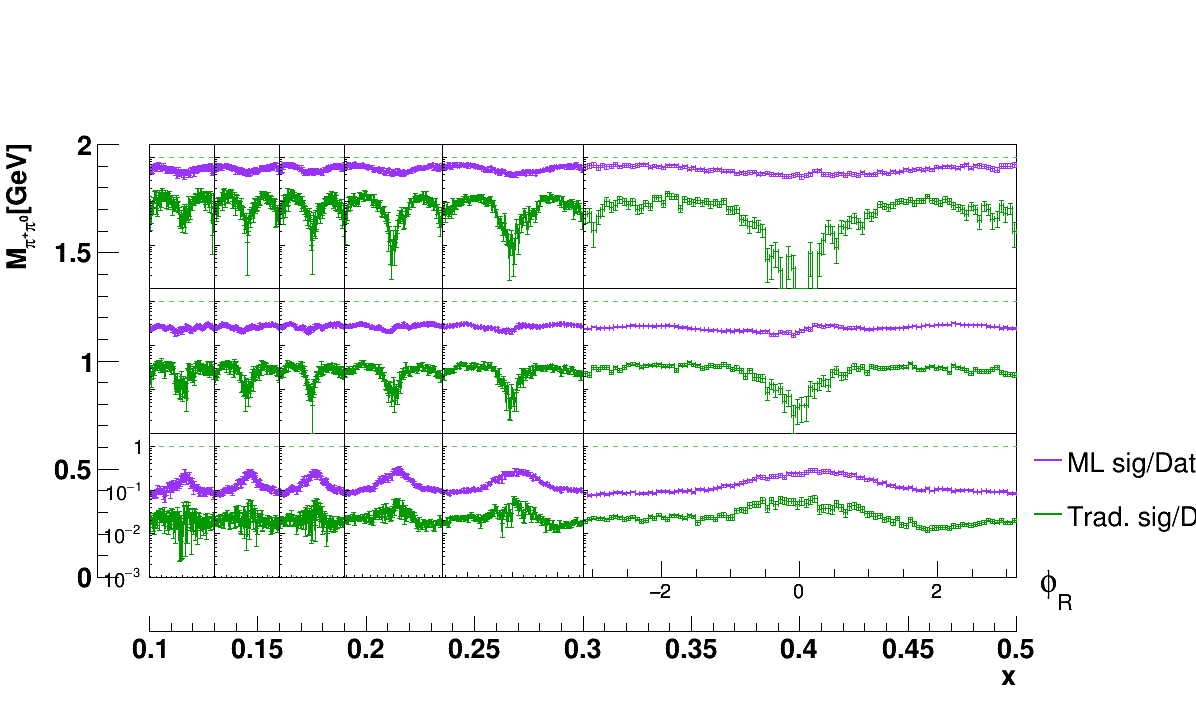 M_{π⁺π⁰}[GeV]
2
1.5
1
0.5
0
1
10⁻¹
10⁻²
10⁻³
ML sig/Dat
Trad. sig/D
−2 0 2
ϕ_R
0.1 0.15 0.2 0.25 0.3 0.35 0.4 0.45 0.5
x